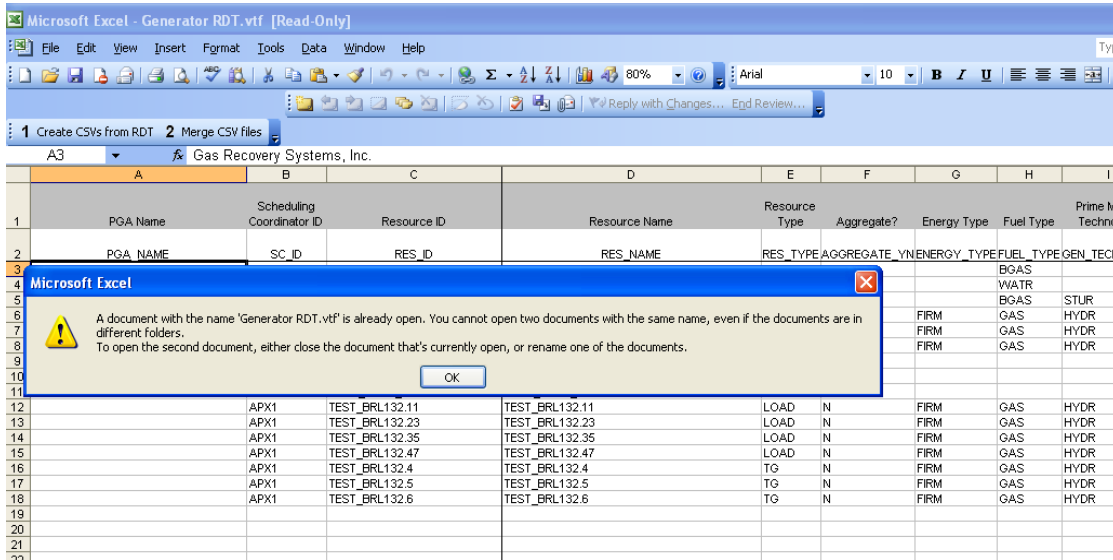 Microsoft Excel - Generator RDT.vtf [Read-Only]
File Edit View Insert Format Tools Data Window Help
ABC Σ A Z Z A 80% Arial 10 B I U
Reply with Changes... End Review...
1 Create CSVs from RDT 2 Merge CSV files
A3 fx Gas Recovery Systems, Inc.
A B C D E F G H I
1 PGA Name Scheduling Coordinator ID Resource ID Resource Name Resource Type Aggregate? Energy Type Fuel Type Prime M
Techno
2 PGA_NAME SC_ID RES_ID RES_NAME RES_TYPE AGGREGATE_YN ENERGY_TYPE FUEL_TYPE GEN_TEC
3 BGAS
4 WATR
5 BGAS STUR
6 FIRM GAS HYDR
7 FIRM GAS HYDR
8 FIRM GAS HYDR
9
10
11
Microsoft Excel
A document with the name 'Generator RDT.vtf' is already open. You cannot open two documents with the same name, even if the documents are in
different folders.
To open the second document, either close the document that's currently open, or rename one of the documents.
OK
12 APX1 TEST_BRL132.11 TEST_BRL132.11 LOAD N FIRM GAS HYDR
13 APX1 TEST_BRL132.23 TEST_BRL132.23 LOAD N FIRM GAS HYDR
14 APX1 TEST_BRL132.35 TEST_BRL132.35 LOAD N FIRM GAS HYDR
15 APX1 TEST_BRL132.47 TEST_BRL132.47 LOAD N FIRM GAS HYDR
16 APX1 TEST_BRL132.4 TEST_BRL132.4 TG N FIRM GAS HYDR
17 APX1 TEST_BRL132.5 TEST_BRL132.5 TG N FIRM GAS HYDR
18 APX1 TEST_BRL132.6 TEST_BRL132.6 TG N FIRM GAS HYDR
19
20
21